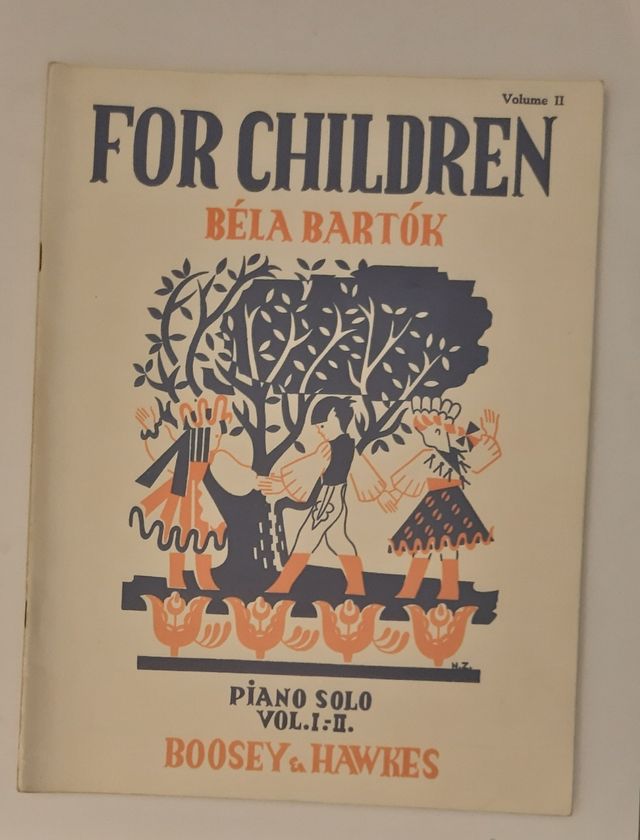 Volume II
FOR CHILDREN
BÉLA BARTÓK
N.Z.
PIANO SOLO
VOL.I.-II.
BOOSEY & HAWKES